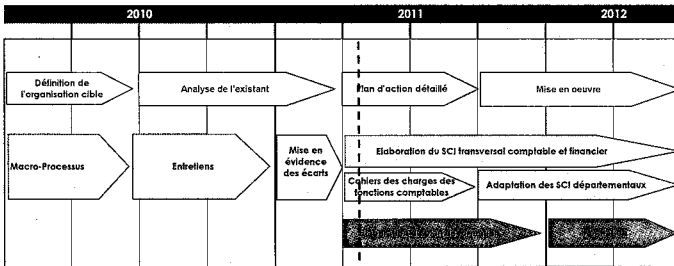 2010
2011
2012
Définition de
l'organisation cible
Analyse de l'existant
Plan d'action détaillé
Mise en oeuvre
Macro-Processus
Entretiens
Mise en
évidence
des écarts
Elaboration du SCI transversal comptable et financier
Cahiers des charges des
fonctions comptables
Adaptation des SCI départementaux